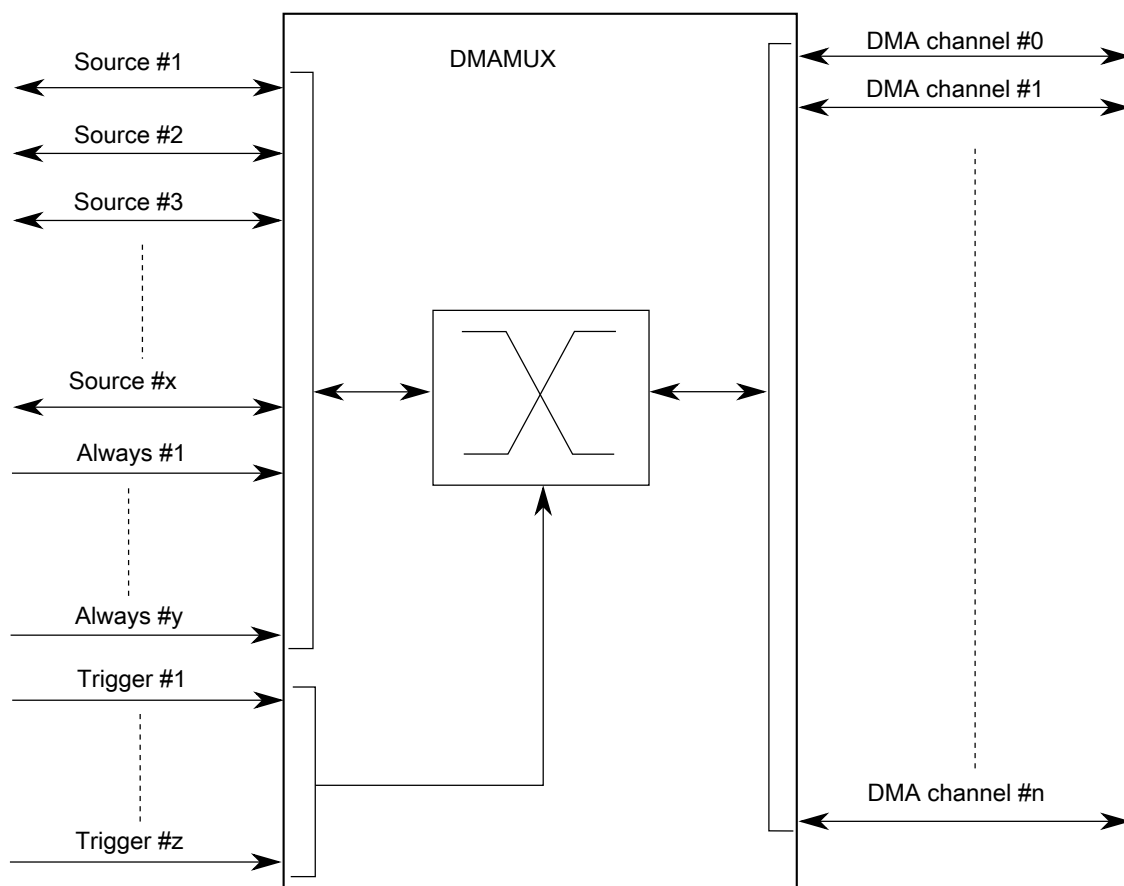 DMAMUX
Source #1
Source #2
Source #3
Source #x
Always #1
Always #y
Trigger #1
Trigger #z
DMA channel #0
DMA channel #1
DMA channel #n